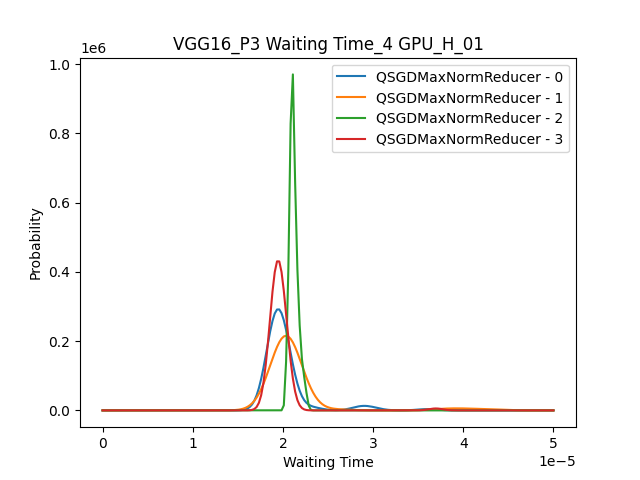 VGG16_P3 Waiting Time_4 GPU_H_01
1e6
QSGDMaxNormReducer - 0
QSGDMaxNormReducer - 1
QSGDMaxNormReducer - 2
QSGDMaxNormReducer - 3
1.0
0.8
0.6
0.4
0.2
0.0
Probability
0 1 2 3 4 5
1e−5
Waiting Time